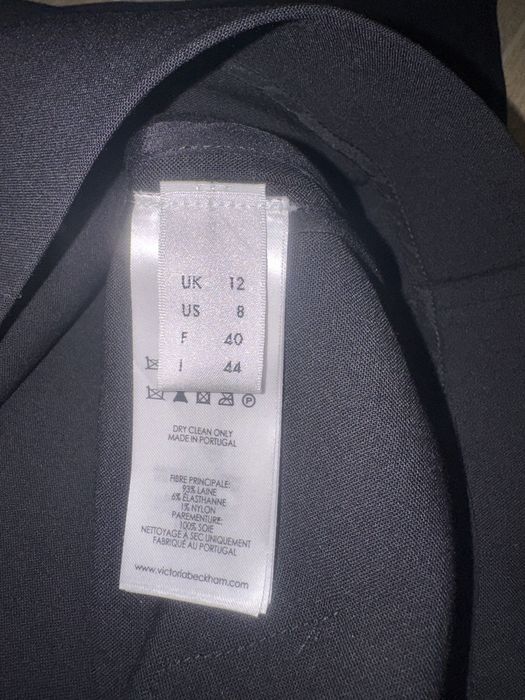 UK 12
US 8
F 40
I 44
P
DRY CLEAN ONLY
MADE IN PORTUGAL
FIBRE PRINCIPALE:
93% LAINE
6% ELASTHANNE
1% NYLON
PAREMENTURE:
100% SOIE
NETTOYAGE A SEC UNIQUEMENT
FABRIQUÉ AU PORTUGAL
www.victoriabeckham.com